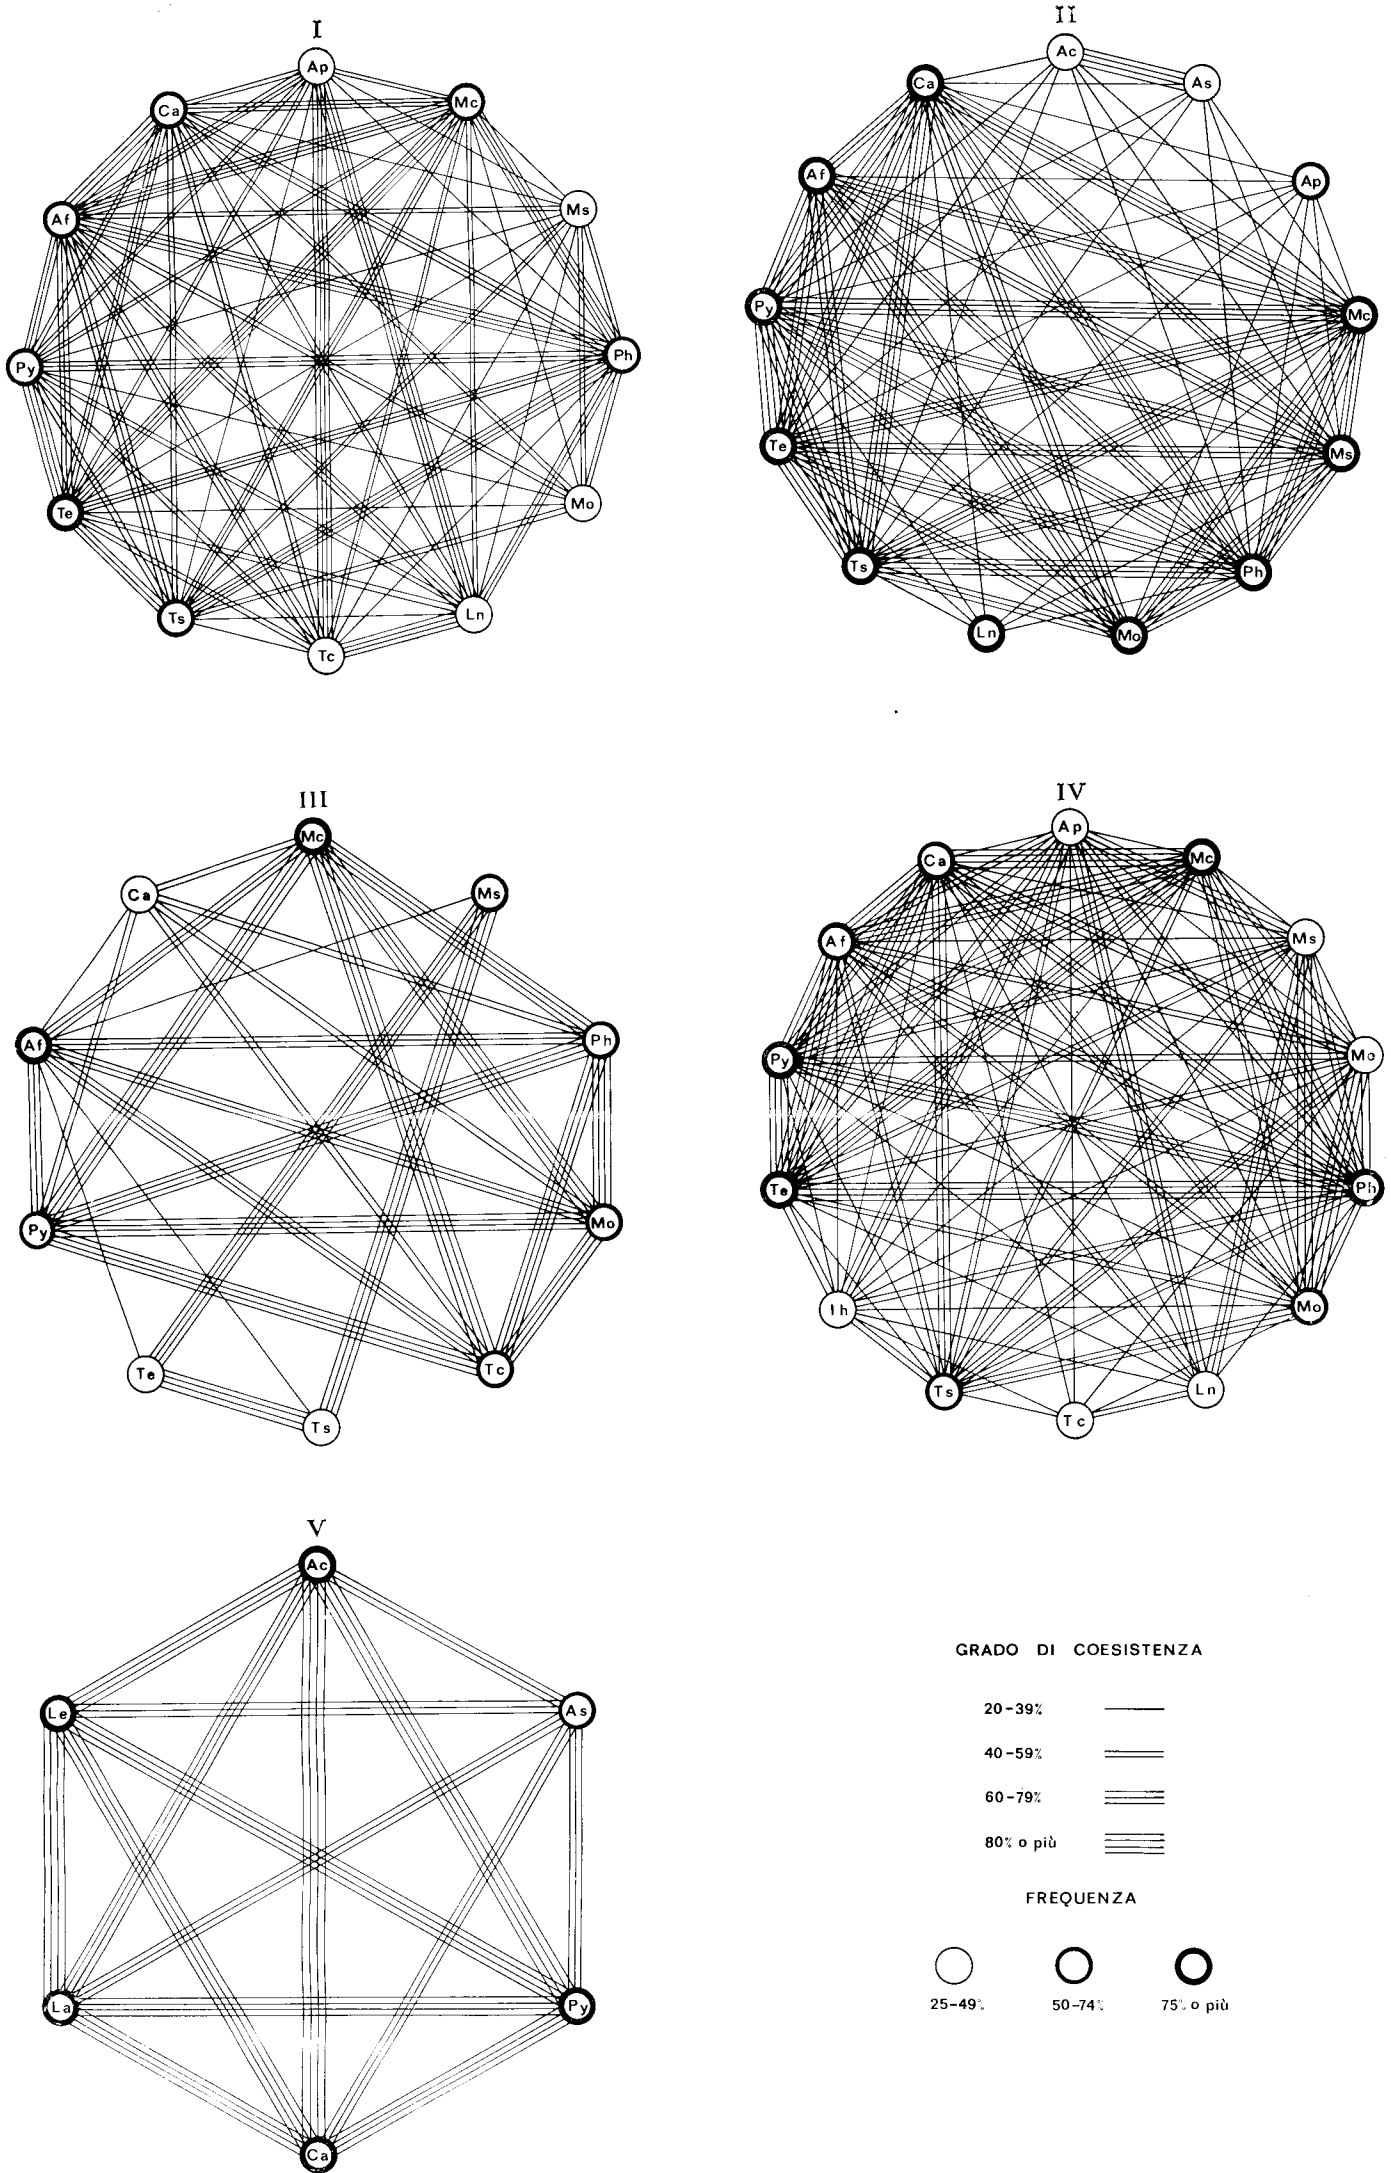 I
Ap
Ca
Mc
Af
Ms
Py
Ph
Te
Mo
Ts
Ln
Tc
II
Ac
Ca
As
Af
Ap
Py
Mc
Te
Ms
Ts
Ph
Ln
Mo
III
Mc
Ca
Ms
Af
Ph
Py
Mo
Te
Tc
Ts
IV
Ap
Ca
Mc
Af
Ms
Py
Te
Ph
Mo
Ts
Ln
Tc
V
Ac
Le
As
La
Py
Ca
GRADO DI COESISTENZA
20-39%
40-59%
60-79%
80% o più
FREQUENZA
25-49% 50-74% 75% o più